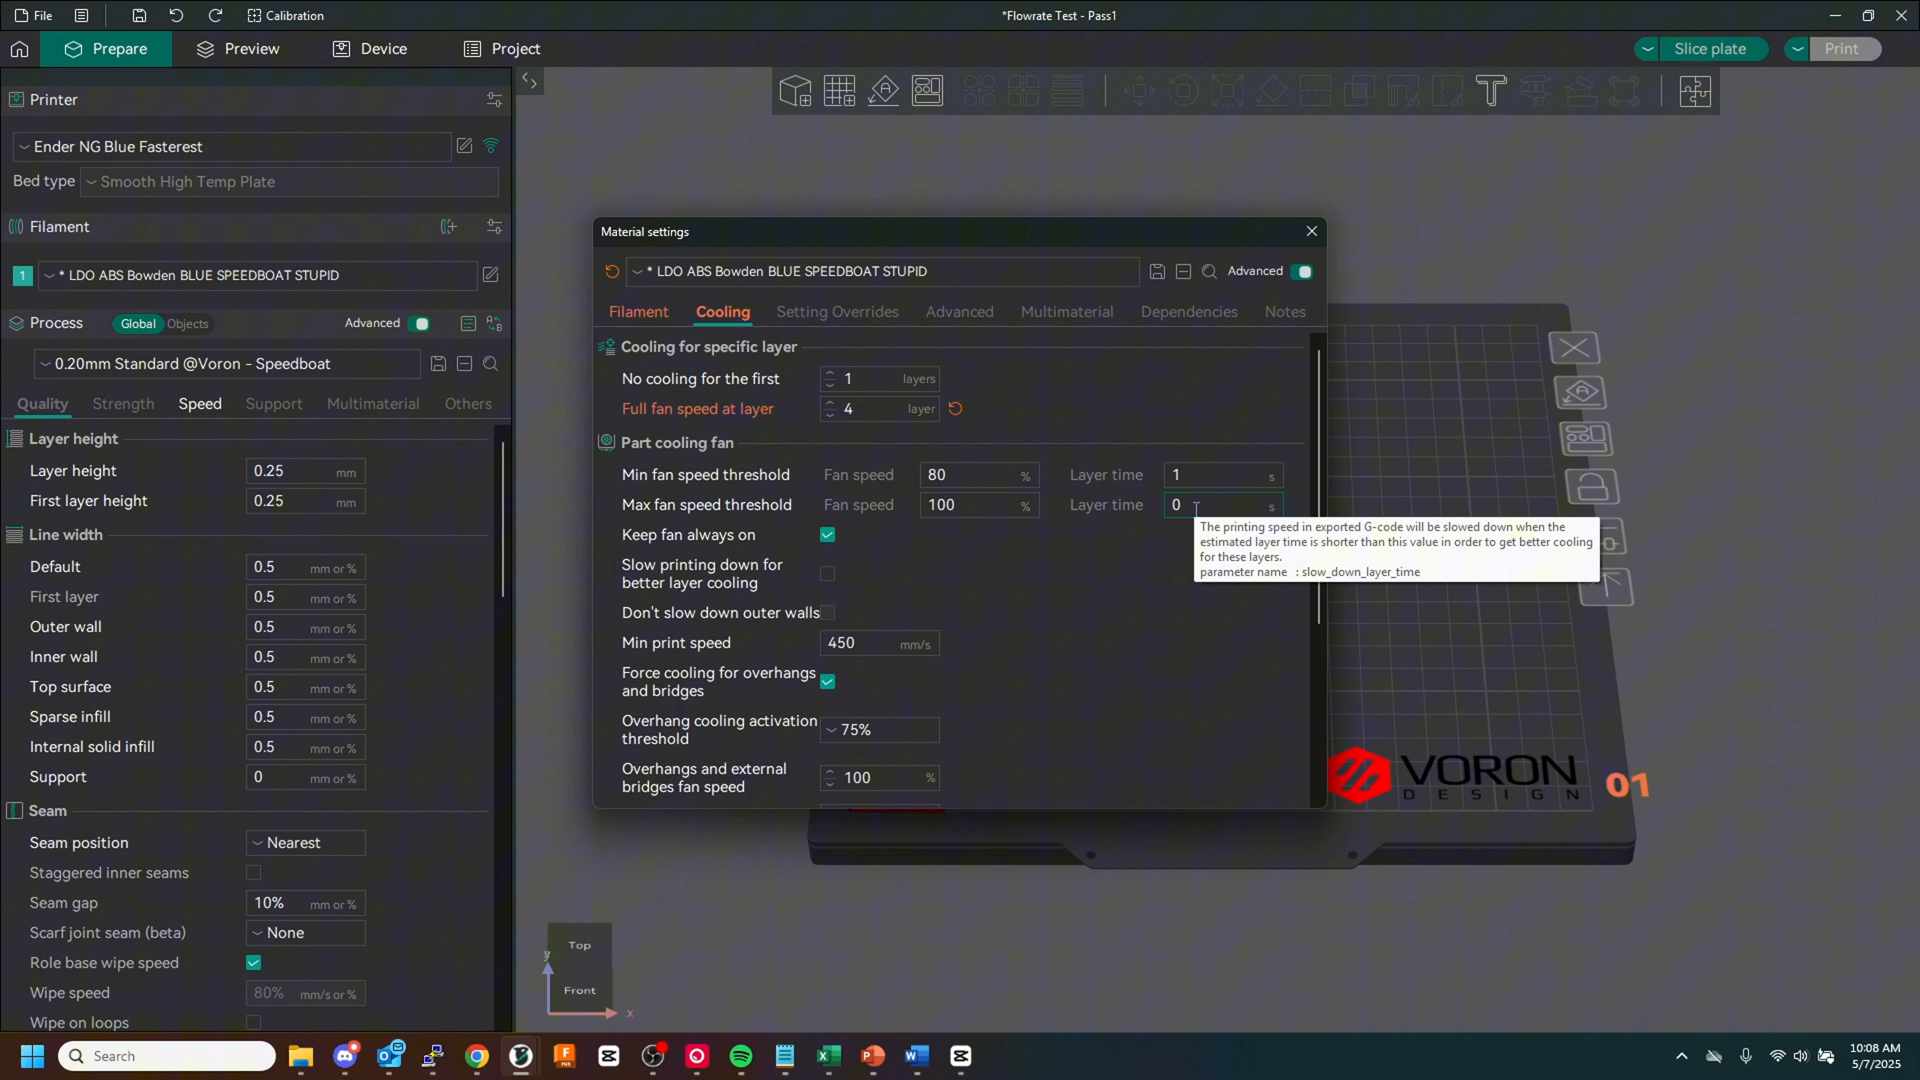 File
Calibration
*Flowrate Test - Pass1
Prepare
Preview
Device
Project
Slice plate
Print
Printer
Ender NG Blue Fasterest
Bed type
Smooth High Temp Plate
Filament
1
* LDO ABS Bowden BLUE SPEEDBOAT STUPID
Process
Global
Objects
Advanced
0.20mm Standard @Voron - Speedboat
Quality
Strength
Speed
Support
Multimaterial
Others
Layer height
Layer height 0.25 mm
First layer height 0.25 mm
Line width
Default 0.5 mm or %
First layer 0.5 mm or %
Outer wall 0.5 mm or %
Inner wall 0.5 mm or %
Top surface 0.5 mm or %
Sparse infill 0.5 mm or %
Internal solid infill 0.5 mm or %
Support 0 mm or %
Seam
Seam position Nearest
Staggered inner seams
Seam gap 10% mm or %
Scarf joint seam (beta) None
Role base wipe speed
Wipe speed 80% mm/s or %
Wipe on loops
Material settings
* LDO ABS Bowden BLUE SPEEDBOAT STUPID
Advanced
Filament
Cooling
Setting Overrides
Advanced
Multimaterial
Dependencies
Notes
Cooling for specific layer
No cooling for the first 1 layers
Full fan speed at layer 4 layer
Part cooling fan
Min fan speed threshold Fan speed 80 % Layer time 1 s
Max fan speed threshold Fan speed 100 % Layer time 0 s
Keep fan always on
Slow printing down for
better layer cooling
Don't slow down outer walls
Min print speed 450 mm/s
Force cooling for overhangs
and bridges
Overhang cooling activation
threshold
75%
Overhangs and external
bridges fan speed
100 %
The printing speed in exported G-code will be slowed down when the
estimated layer time is shorter than this value in order to get better cooling
for these layers.
parameter name : slow_down_layer_time
VORON
DESIGN
01
Top
y
Front
x
Search
10:08 AM
5/7/2025